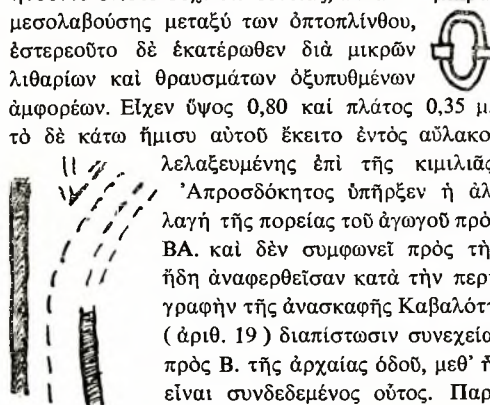 μεσολαβούσης μεταξύ των ὀπτοπλίνθου,
ἐστερεοῦτο δὲ ἑκατέρωθεν διὰ μικρῶν
λιθαρίων καὶ θραυσμάτων ὀξυπυθμένων
ἀμφορέων. Εἶχεν ὕψος 0,80 καί πλάτος 0,35 μ.
τὸ δὲ κάτω ἥμισυ αὐτοῦ ἔκειτο ἐντὸς αὔλακο
λελαξευμένης ἐπὶ τῆς κιμιλιᾶς
Ἀπροσδόκητος ὑπῆρξεν ἡ ἀλ
λαγὴ τῆς πορείας τοῦ ἀγωγοῦ πρὸ
ΒΑ. καὶ δὲν συμφωνεῖ πρὸς τὴ
ἤδη ἀναφερθεῖσαν κατὰ τὴν περι
γραφὴν τῆς ἀνασκαφῆς Καβαλότ
( ἀριθ. 19 ) διαπίστωσιν συνεχεία
πρὸς Β. τῆς ἀρχαίας ὁδοῦ, μεθ’ ἧ
εἶναι συνδεδεμένος οὗτος. Παρ